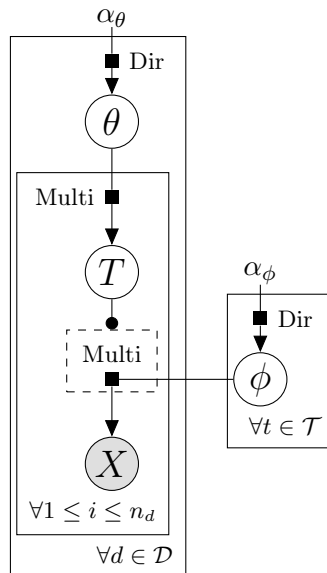 α_θ
Dir
θ
Multi
T
α_ϕ
Multi
Dir
ϕ
X
∀t ∈ 𝒯
∀1 ≤ i ≤ n_d
∀d ∈ 𝒟